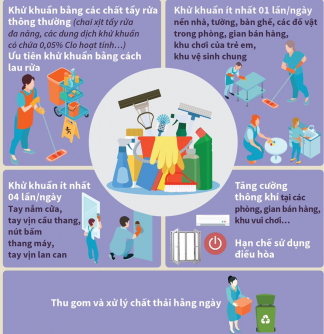 Khử khuẩn bằng các chất tẩy rửa
thông thường (chai xịt tẩy rửa
đa năng, các dung dịch khử khuẩn
có chứa 0,05% Clo hoạt tính...)
Ưu tiên khử khuẩn bằng cách
lau rửa
Khử khuẩn ít nhất 01 lần/ngày
nền nhà, tường, bàn ghế, các đồ vật
trong phòng, gian bán hàng,
khu chơi của trẻ em,
khu vệ sinh chung
Khử khuẩn ít nhất
04 lần/ngày
Tay nắm cửa,
tay vịn cầu thang,
nút bấm
thang máy,
tay vịn lan can
Tăng cường
thông khí tại các
phòng, gian bán hàng,
khu vui chơi...
Hạn chế sử dụng
điều hòa
Thu gom và xử lý chất thải hàng ngày